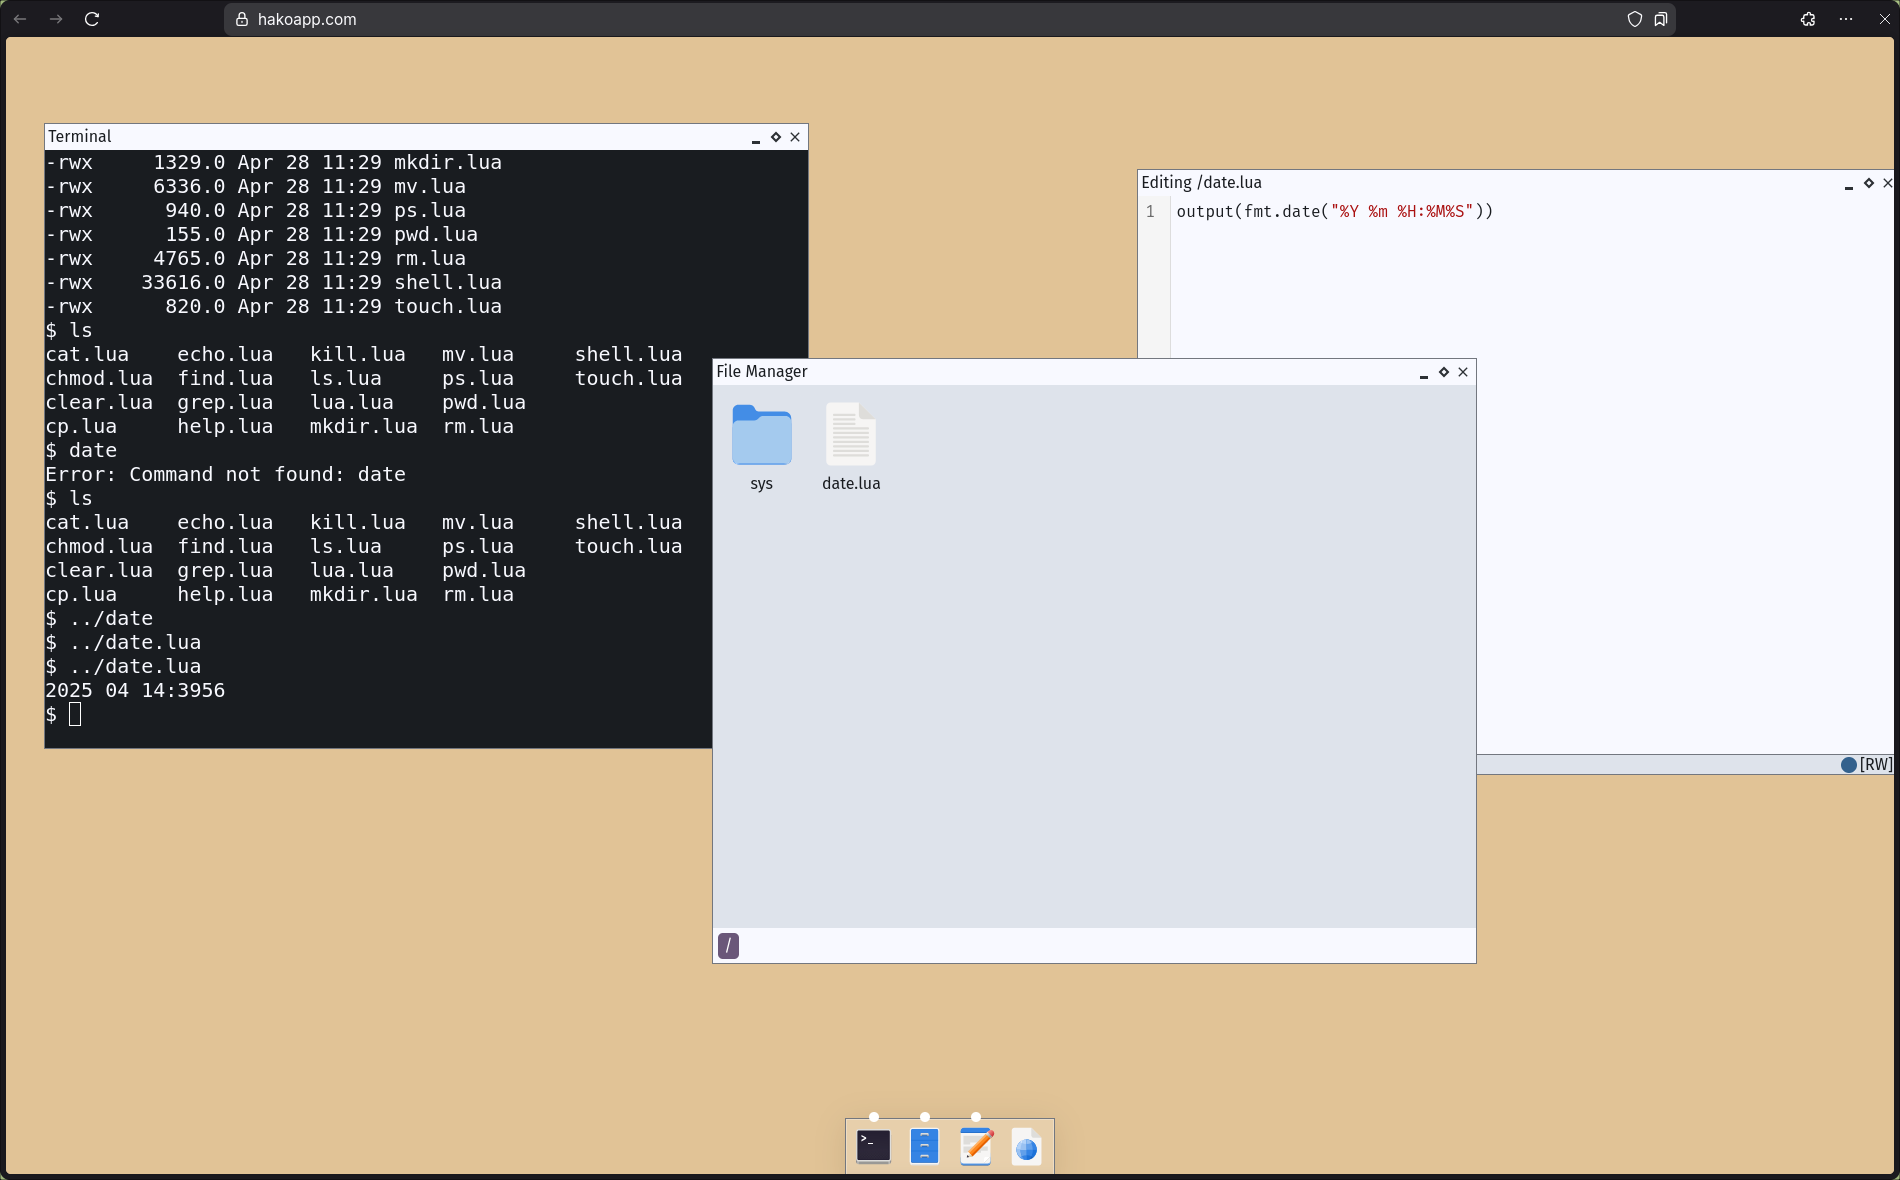 hakoapp.com
Terminal
-rwx     1329.0 Apr 28 11:29 mkdir.lua
-rwx     6336.0 Apr 28 11:29 mv.lua
-rwx      940.0 Apr 28 11:29 ps.lua
-rwx      155.0 Apr 28 11:29 pwd.lua
-rwx     4765.0 Apr 28 11:29 rm.lua
-rwx    33616.0 Apr 28 11:29 shell.lua
-rwx      820.0 Apr 28 11:29 touch.lua
$ ls
cat.lua    echo.lua   kill.lua   mv.lua     shell.lua
chmod.lua  find.lua   ls.lua     ps.lua     touch.lua
clear.lua  grep.lua   lua.lua    pwd.lua
cp.lua     help.lua   mkdir.lua  rm.lua
$ date
Error: Command not found: date
$ ls
cat.lua    echo.lua   kill.lua   mv.lua     shell.lua
chmod.lua  find.lua   ls.lua     ps.lua     touch.lua
clear.lua  grep.lua   lua.lua    pwd.lua
cp.lua     help.lua   mkdir.lua  rm.lua
$ ../date
$ ../date.lua
$ ../date.lua
2025 04 14:3956
$
Editing /date.lua
1 output(fmt.date("%Y %m %H:%M%S"))
[RW]
File Manager
sys
date.lua
/
>_